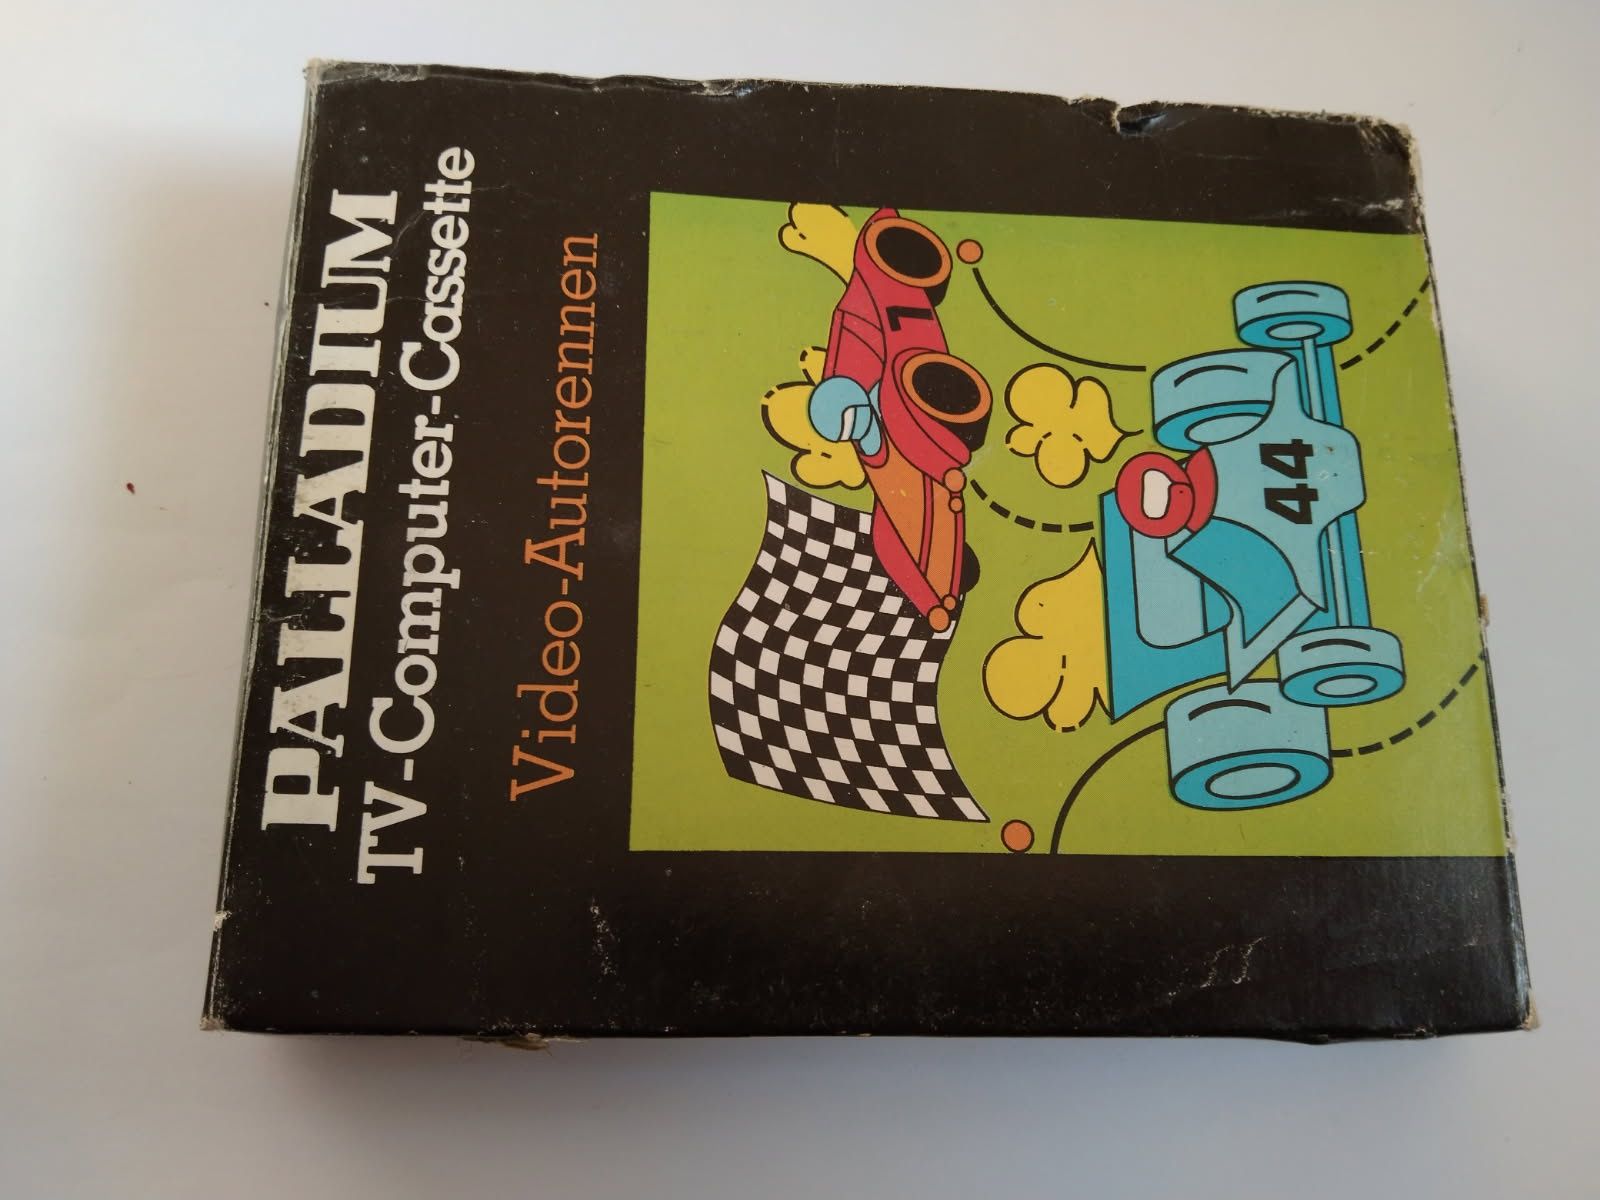 PALLADIUM
TV-Computer-Cassette
Video-Autorennen
1
44